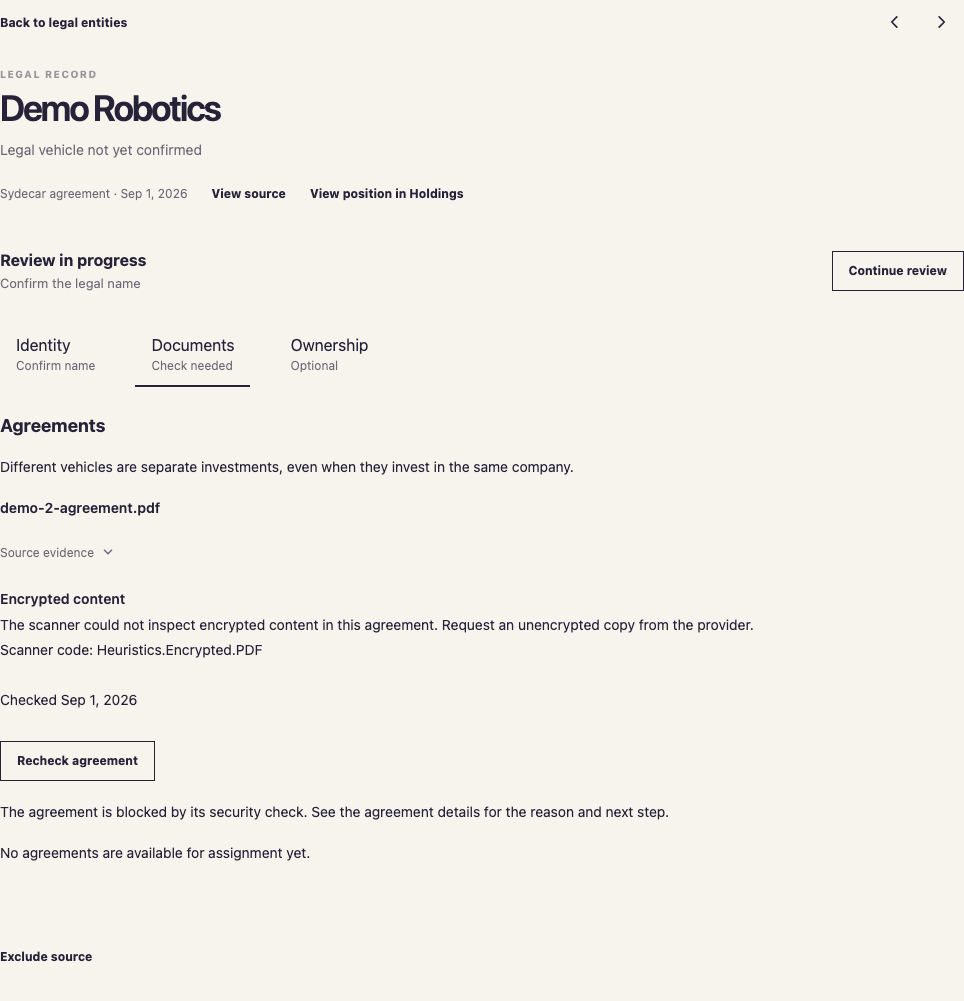 Back to legal entities
LEGAL RECORD
Demo Robotics
Legal vehicle not yet confirmed
Sydecar agreement · Sep 1, 2026 View source View position in Holdings
Review in progress
Confirm the legal name
Continue review
Identity Documents Ownership
Confirm name Check needed Optional
Agreements
Different vehicles are separate investments, even when they invest in the same company.
demo-2-agreement.pdf
Source evidence
Encrypted content
The scanner could not inspect encrypted content in this agreement. Request an unencrypted copy from the provider.
Scanner code: Heuristics.Encrypted.PDF
Checked Sep 1, 2026
Recheck agreement
The agreement is blocked by its security check. See the agreement details for the reason and next step.
No agreements are available for assignment yet.
Exclude source